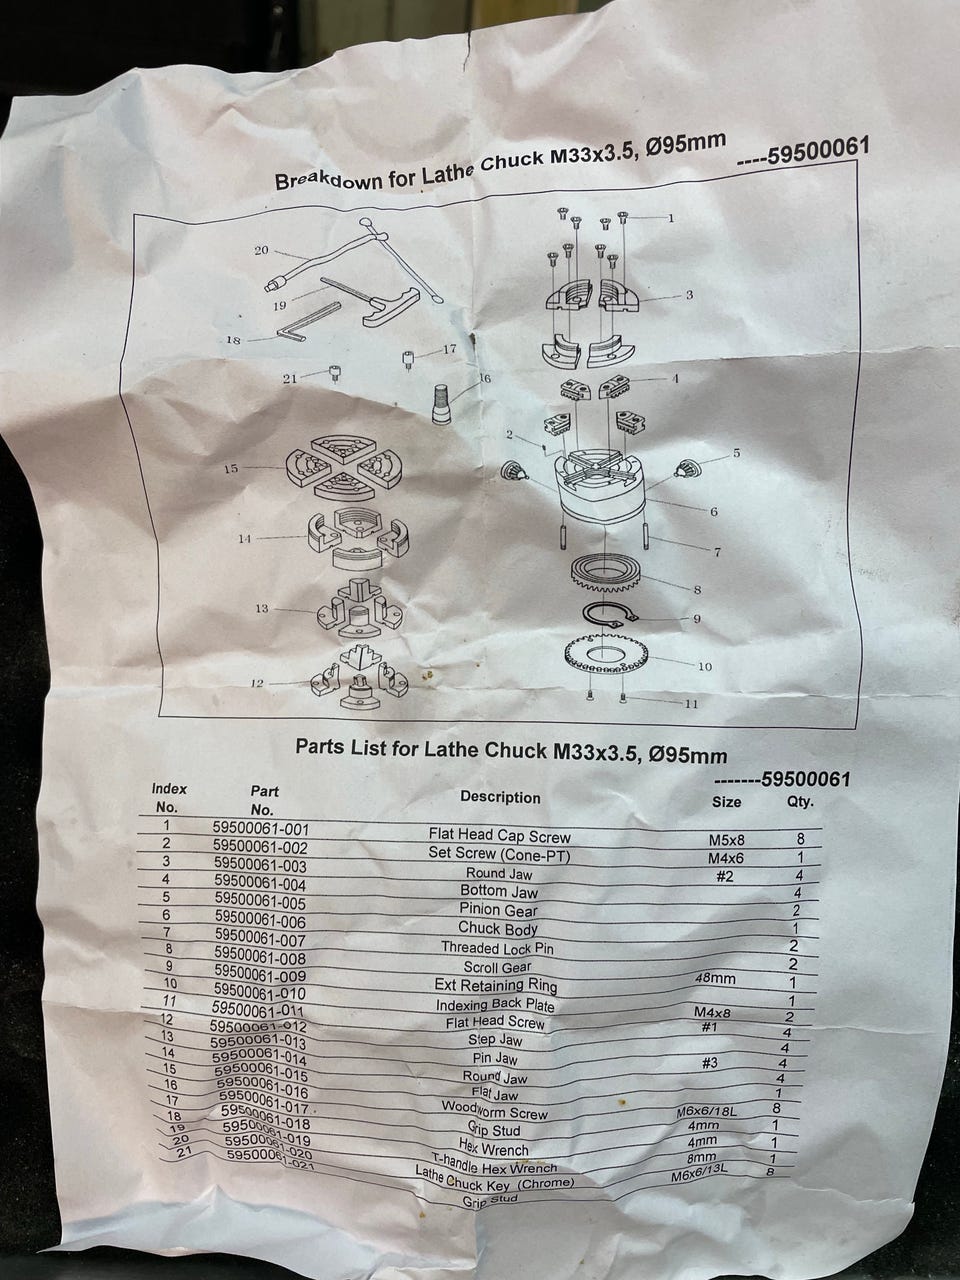 Breakdown for Lathe Chuck M33x3.5, Ø95mm ----59500061
1
20
3
19
18
17
21
16
4
2
5
15
6
14
7
8
13
9
10
12
11
Parts List for Lathe Chuck M33x3.5, Ø95mm
-------59500061
Index No. Part No. Description Size Qty.
1 59500061-001 Flat Head Cap Screw M5x8 8
2 59500061-002 Set Screw (Cone-PT) M4x6 1
3 59500061-003 Round Jaw #2 4
4 59500061-004 Bottom Jaw 4
5 59500061-005 Pinion Gear 2
6 59500061-006 Chuck Body 1
7 59500061-007 Threaded Lock Pin 2
8 59500061-008 Scroll Gear 2
9 59500061-009 Ext Retaining Ring 48mm 1
10 59500061-010 Indexing Back Plate 1
11 59500061-011 Flat Head Screw M4x8 2
12 59500061-012 Step Jaw #1 4
13 59500061-013 Pin Jaw 4
14 59500061-014 Round Jaw #3 4
15 59500061-015 Flat Jaw 4
16 59500061-016 Woodworm Screw 1
17 59500061-017 Grip Stud M6x6/18L 8
18 59500061-018 Hex Wrench 4mm 1
19 59500061-019 T-handle Hex Wrench 4mm 1
20 59500061-020 Lathe Chuck Key (Chrome) 8mm 1
21 59500061-021 Grip Stud M6x6/13L 8